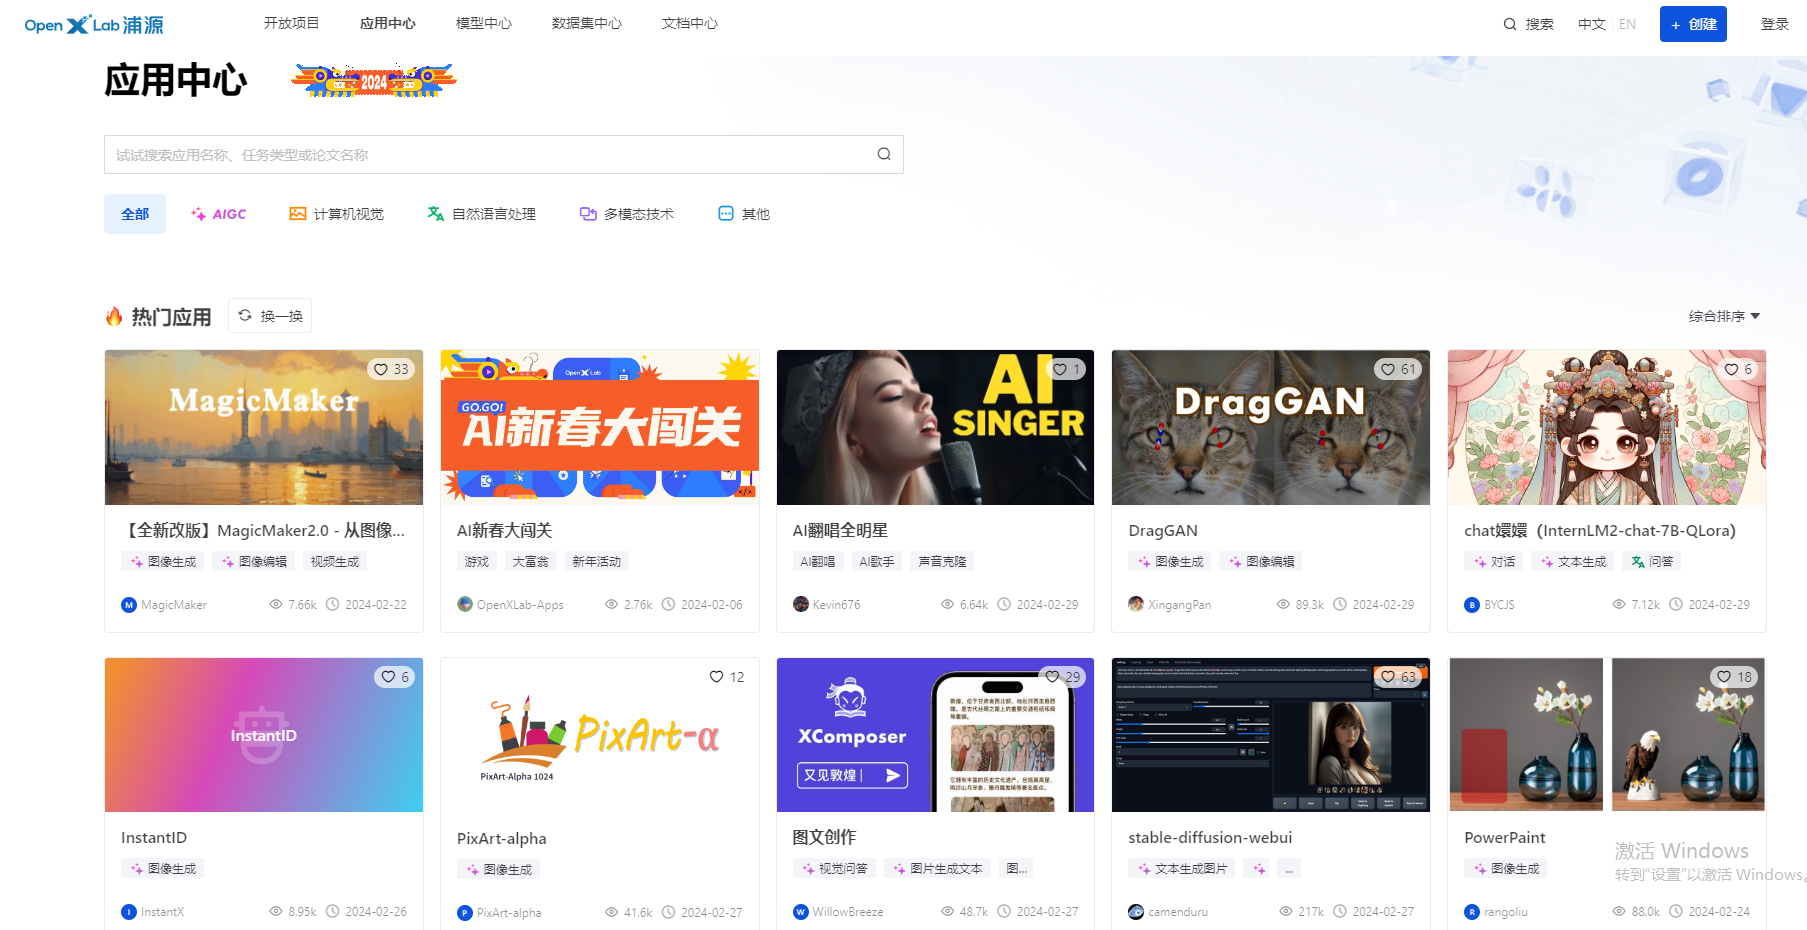 OpenXLab浦源
开放项目
应用中心
模型中心
数据集中心
文档中心
搜索
中文 EN
+ 创建
登录
应用中心
2024
试试搜索应用名称、任务类型或论文名称
全部
AIGC
计算机视觉
自然语言处理
多模态技术
其他
热门应用
换一换
综合排序
MagicMaker
33
【全新改版】MagicMaker2.0 - 从图像...
图像生成 图像编辑 视频生成
MagicMaker 7.66k 2024-02-22
OpenXLab
GO.GO!
AI新春大闯关
AI新春大闯关
游戏 大富翁 新年活动
OpenXLab-Apps 2.76k 2024-02-06
1
AI
SINGER
AI翻唱全明星
AI翻唱 AI歌手 声音克隆
Kevin676 6.64k 2024-02-29
61
DragGAN
DragGAN
图像生成 图像编辑
XingangPan 89.3k 2024-02-29
6
chat嬛嬛（InternLM2-chat-7B-QLora）
对话 文本生成 问答
BYCJS 7.12k 2024-02-29
6
InstantID
InstantID
图像生成
InstantX 8.95k 2024-02-26
12
PixArt-α
PixArt-Alpha 1024
PixArt-alpha
图像生成
PixArt-alpha 41.6k 2024-02-27
29
XComposer
又见敦煌
图文创作
视觉问答 图片生成文本 图...
WillowBreeze 48.7k 2024-02-27
63
stable-diffusion-webui
文本生成图片 ...
camenduru 217k 2024-02-27
18
PowerPaint
图像生成
rangoliu 88.0k 2024-02-24
激活 Windows
转到“设置”以激活 Windows。